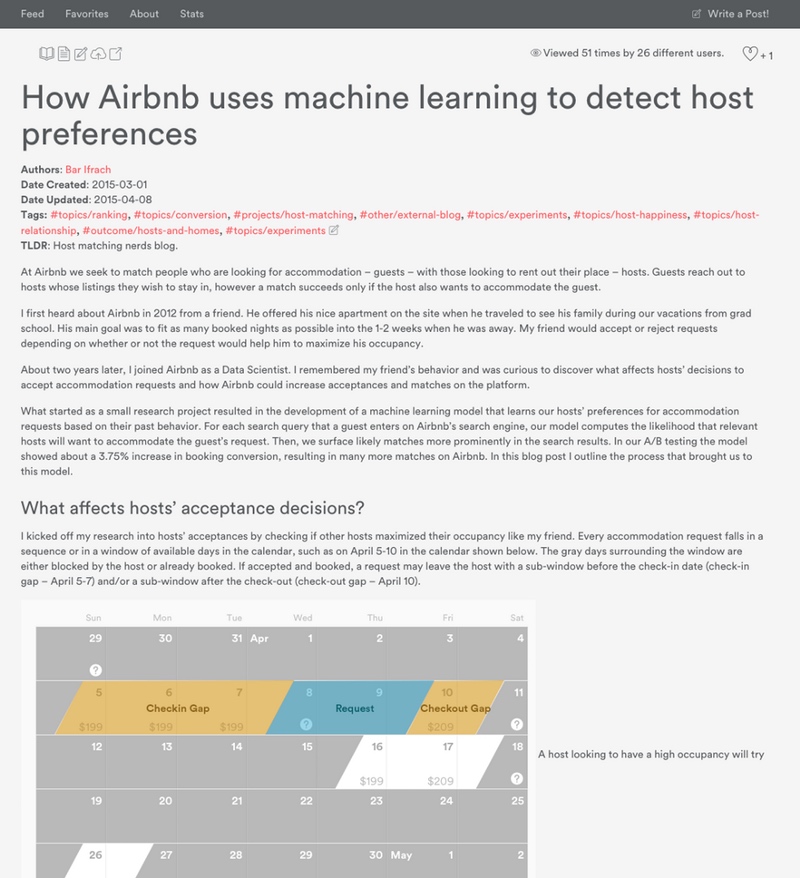 Feed Favorites About Stats Write a Post!
Viewed 51 times by 26 different users. + 1
How Airbnb uses machine learning to detect host
preferences
Authors: Bar Ifrach
Date Created: 2015-03-01
Date Updated: 2015-04-08
Tags: #topics/ranking, #topics/conversion, #projects/host-matching, #other/external-blog, #topics/experiments, #topics/host-happiness, #topics/host-
relationship, #outcome/hosts-and-homes, #topics/experiments
TLDR: Host matching nerds blog.
At Airbnb we seek to match people who are looking for accommodation – guests – with those looking to rent out their place – hosts. Guests reach out to
hosts whose listings they wish to stay in, however a match succeeds only if the host also wants to accommodate the guest.
I first heard about Airbnb in 2012 from a friend. He offered his nice apartment on the site when he traveled to see his family during our vacations from grad
school. His main goal was to fit as many booked nights as possible into the 1-2 weeks when he was away. My friend would accept or reject requests
depending on whether or not the request would help him to maximize his occupancy.
About two years later, I joined Airbnb as a Data Scientist. I remembered my friend's behavior and was curious to discover what affects hosts' decisions to
accept accommodation requests and how Airbnb could increase acceptances and matches on the platform.
What started as a small research project resulted in the development of a machine learning model that learns our hosts' preferences for accommodation
requests based on their past behavior. For each search query that a guest enters on Airbnb's search engine, our model computes the likelihood that relevant
hosts will want to accommodate the guest's request. Then, we surface likely matches more prominently in the search results. In our A/B testing the model
showed about a 3.75% increase in booking conversion, resulting in many more matches on Airbnb. In this blog post I outline the process that brought us to
this model.
What affects hosts' acceptance decisions?
I kicked off my research into hosts' acceptances by checking if other hosts maximized their occupancy like my friend. Every accommodation request falls in a
sequence or in a window of available days in the calendar, such as on April 5-10 in the calendar shown below. The gray days surrounding the window are
either blocked by the host or already booked. If accepted and booked, a request may leave the host with a sub-window before the check-in date (check-in
gap – April 5-7) and/or a sub-window after the check-out (check-out gap – April 10).
Sun Mon Tue Wed Thu Fri Sat
29 30 31 Apr 1 2 3 4
?
5 6 7 8 9 10 11
Checkin Gap Request Checkout Gap
$199 $199 $199 ? $209 ?
12 13 14 15 16 17 18
A host looking to have a high occupancy will try
$199 $209 ?
19 20 21 22 23 24 25
26 27 28 29 30 May 1 2